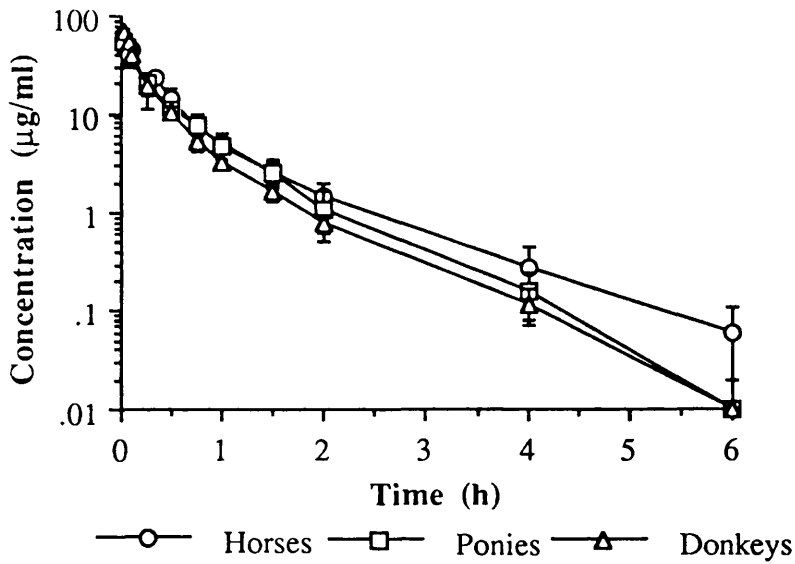 Concentration (µg/ml)
100
10
1
.1
.01
0 1 2 3 4 5 6
Time (h)
Horses Ponies Donkeys